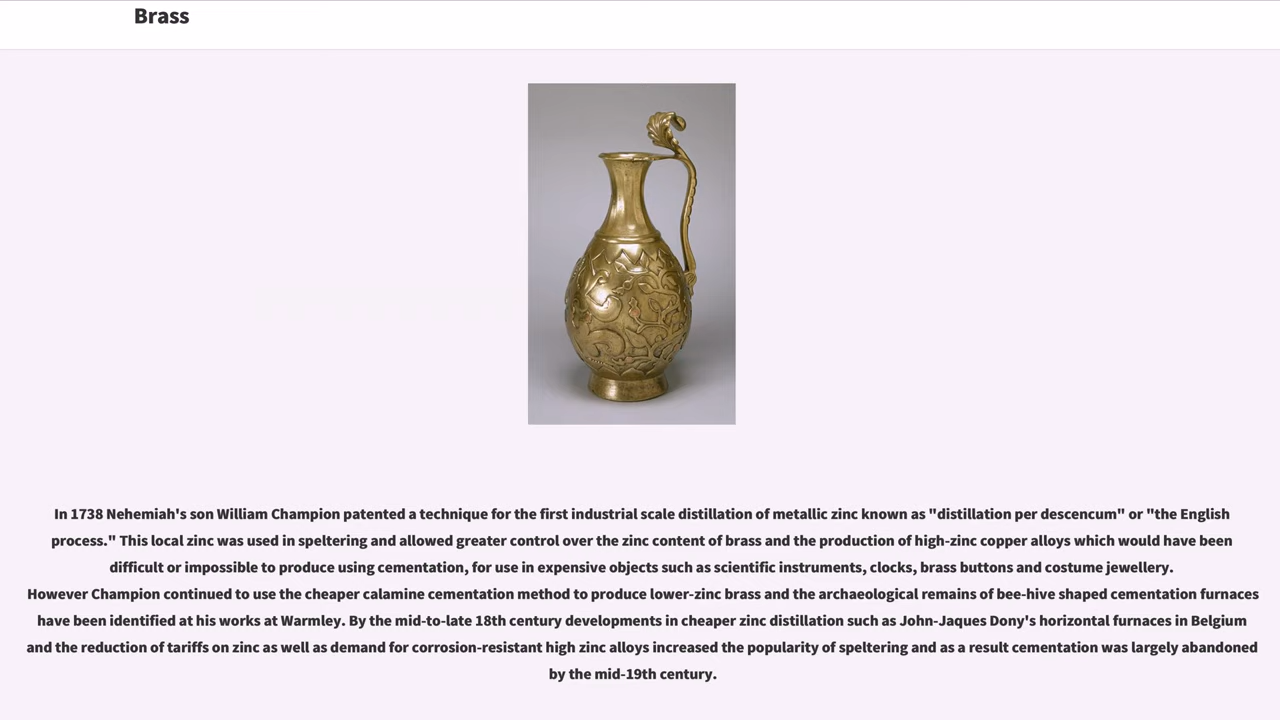 Brass
In 1738 Nehemiah's son William Champion patented a technique for the first industrial scale distillation of metallic zinc known as "distillation per descencum" or "the English
process." This local zinc was used in speltering and allowed greater control over the zinc content of brass and the production of high-zinc copper alloys which would have been
difficult or impossible to produce using cementation, for use in expensive objects such as scientific instruments, clocks, brass buttons and costume jewellery.
However Champion continued to use the cheaper calamine cementation method to produce lower-zinc brass and the archaeological remains of bee-hive shaped cementation furnaces
have been identified at his works at Warmley. By the mid-to-late 18th century developments in cheaper zinc distillation such as John-Jaques Dony's horizontal furnaces in Belgium
and the reduction of tariffs on zinc as well as demand for corrosion-resistant high zinc alloys increased the popularity of speltering and as a result cementation was largely abandoned
by the mid-19th century.